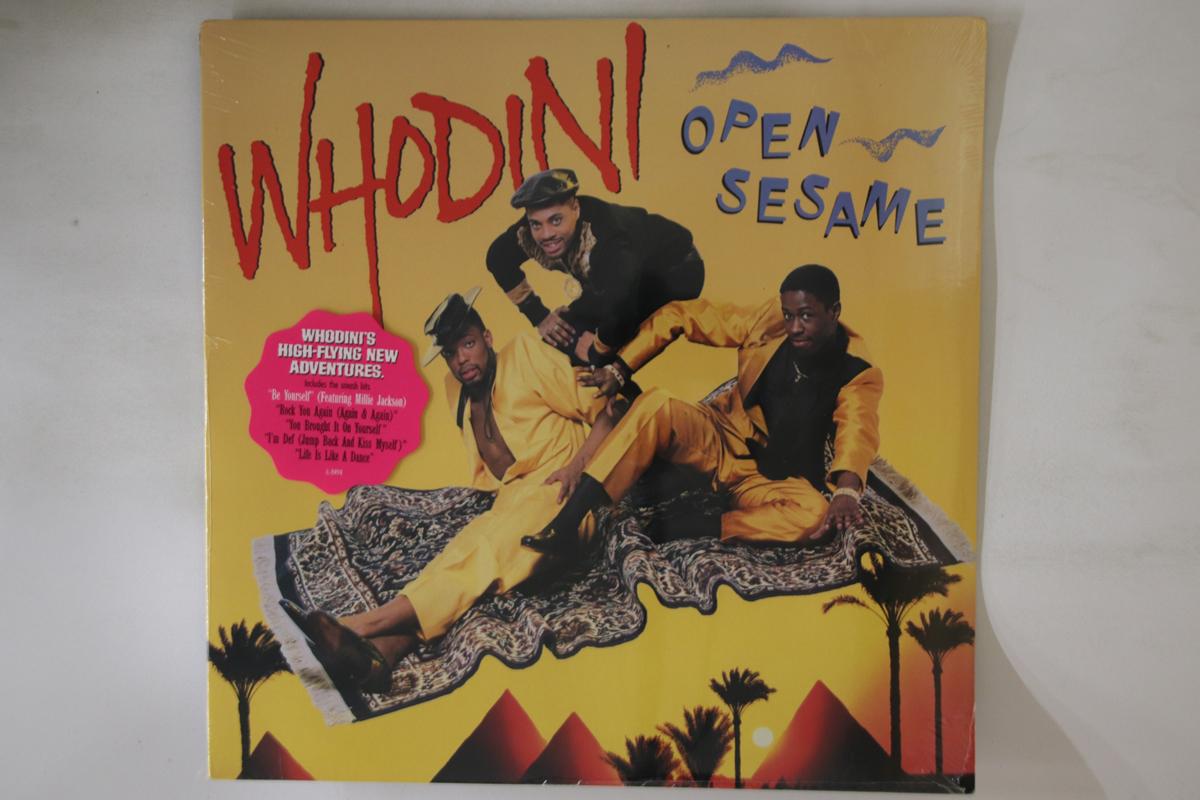 WHODINI
OPEN
SESAME
WHODINI'S
HIGH-FLYING NEW
ADVENTURES.
Includes the smash hits
"Be Yourself" (Featuring Millie Jackson)
"Rock You Again (Again & Again)"
"You Brought It On Yourself"
"I'm Def (Jump Back And Kiss Myself)"
"Life Is Like A Dance"